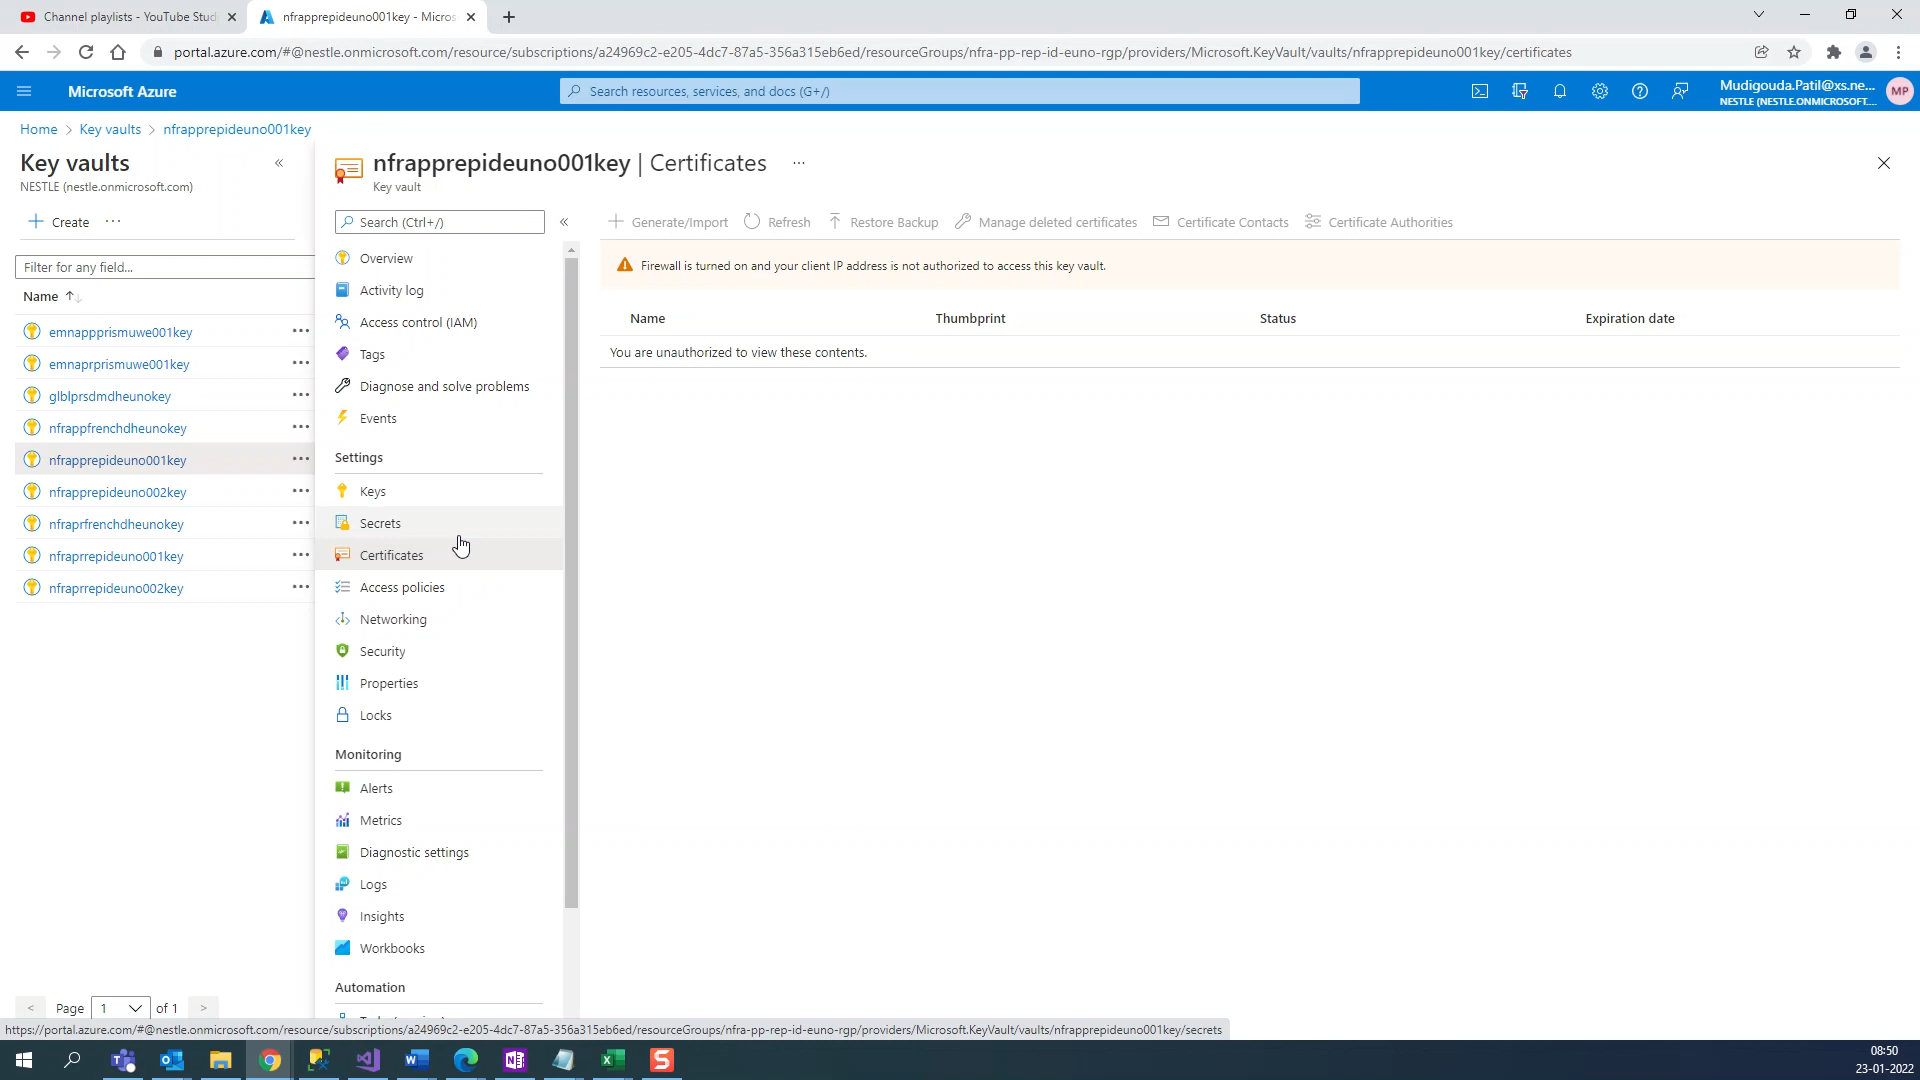 Channel playlists - YouTube Studi
nfrapprepideuno001key - Micros
portal.azure.com/#@nestle.onmicrosoft.com/resource/subscriptions/a24969c2-e205-4dc7-87a5-356a315eb6ed/resourceGroups/nfra-pp-rep-id-euno-rgp/providers/Microsoft.KeyVault/vaults/nfrapprepideuno001key/certificates
Microsoft Azure
Search resources, services, and docs (G+/)
Mudigouda.Patil@xs.ne...
NESTLE (NESTLE.ONMICROSOFT....
MP
Home > Key vaults > nfrapprepideuno001key
Key vaults
NESTLE (nestle.onmicrosoft.com)
+ Create ...
Filter for any field...
Name
emnappprismuwe001key
emnaprprismuwe001key
glblprsdmdheunokey
nfrappfrenchdheunokey
nfrapprepideuno001key
nfrapprepideuno002key
nfraprfrenchdheunokey
nfraprrepideuno001key
nfraprrepideuno002key
< Page 1 of 1 >
nfrapprepideuno001key | Certificates ...
Key vault
Search (Ctrl+/)
Overview
Activity log
Access control (IAM)
Tags
Diagnose and solve problems
Events
Settings
Keys
Secrets
Certificates
Access policies
Networking
Security
Properties
Locks
Monitoring
Alerts
Metrics
Diagnostic settings
Logs
Insights
Workbooks
Automation
Generate/Import Refresh Restore Backup Manage deleted certificates Certificate Contacts Certificate Authorities
Firewall is turned on and your client IP address is not authorized to access this key vault.
Name Thumbprint Status Expiration date
You are unauthorized to view these contents.
https://portal.azure.com/#@nestle.onmicrosoft.com/resource/subscriptions/a24969c2-e205-4dc7-87a5-356a315eb6ed/resourceGroups/nfra-pp-rep-id-euno-rgp/providers/Microsoft.KeyVault/vaults/nfrapprepideuno001key/secrets
08:50
23-01-2022